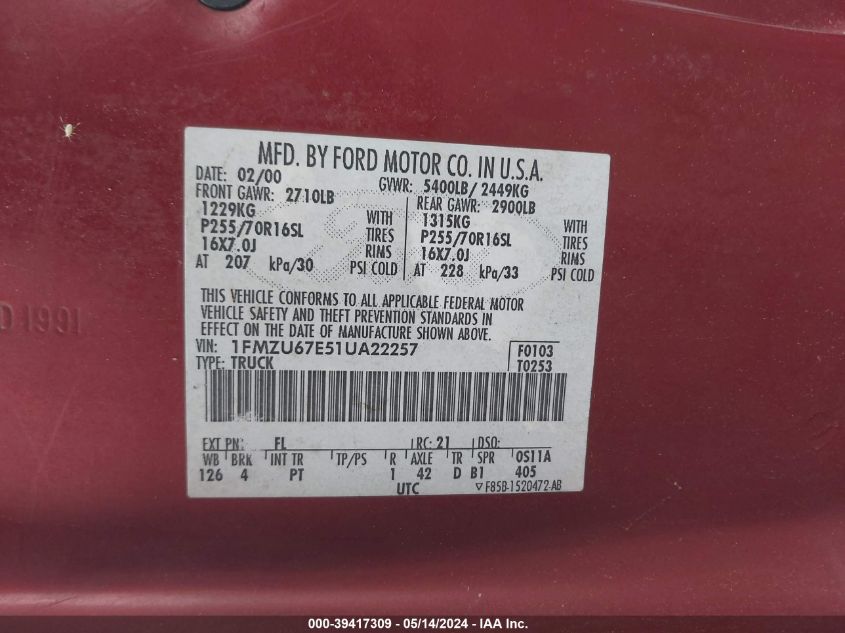 MFD. BY FORD MOTOR CO. IN U.S.A.
DATE: 02/00 GVWR: 5400LB/ 2449KG
FRONT GAWR: 2710LB REAR GAWR: 2900LB
1229KG WITH 1315KG WITH
P255/70R16SL TIRES P255/70R16SL TIRES
16X7.0J RIMS 16X7.0J RIMS
AT 207 kPa/30 PSI COLD AT 228 kPa/33 PSI COLD
THIS VEHICLE CONFORMS TO ALL APPLICABLE FEDERAL MOTOR
VEHICLE SAFETY AND THEFT PREVENTION STANDARDS IN
EFFECT ON THE DATE OF MANUFACTURE SHOWN ABOVE.
VIN: 1FMZU67E51UA22257 F0103
TYPE: TRUCK T0253
EXT PN: FL RC: 21 DSO:
WB BRK INT TR TP/PS R AXLE TR SPR 0S11A
126 4 PT 1 42 D B1 405
UTC ▽ F85B-1520472-AB
D 1991
000-39417309 - 05/14/2024 - IAA Inc.